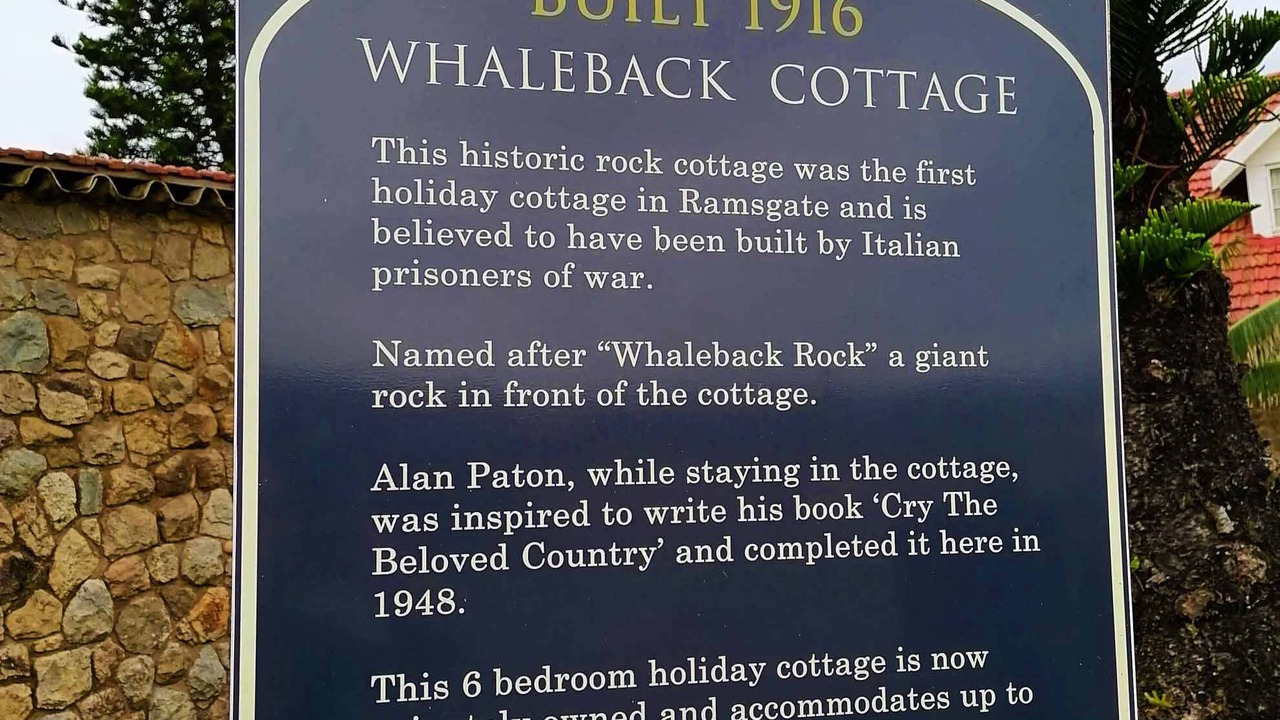 BUILT 1916
WHALEBACK COTTAGE
This historic rock cottage was the first
holiday cottage in Ramsgate and is
believed to have been built by Italian
prisoners of war.
Named after “Whaleback Rock” a giant
rock in front of the cottage.
Alan Paton, while staying in the cottage,
was inspired to write his book ‘Cry The
Beloved Country’ and completed it here in
1948.
This 6 bedroom holiday cottage is now
owned and accommodates up to